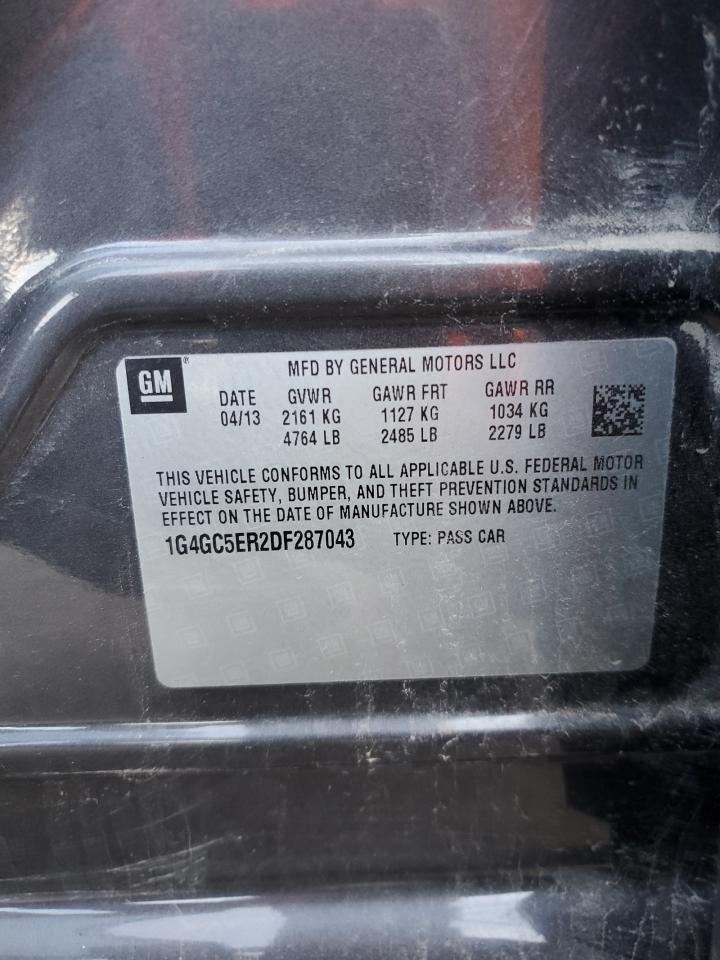 GM ® MFD BY GENERAL MOTORS LLC
DATE GVWR GAWR FRT GAWR RR
04/13 2161 KG 1127 KG 1034 KG
4764 LB 2485 LB 2279 LB
THIS VEHICLE CONFORMS TO ALL APPLICABLE U.S. FEDERAL MOTOR
VEHICLE SAFETY, BUMPER, AND THEFT PREVENTION STANDARDS IN
EFFECT ON THE DATE OF MANUFACTURE SHOWN ABOVE.
1G4GC5ER2DF287043 TYPE: PASS CAR